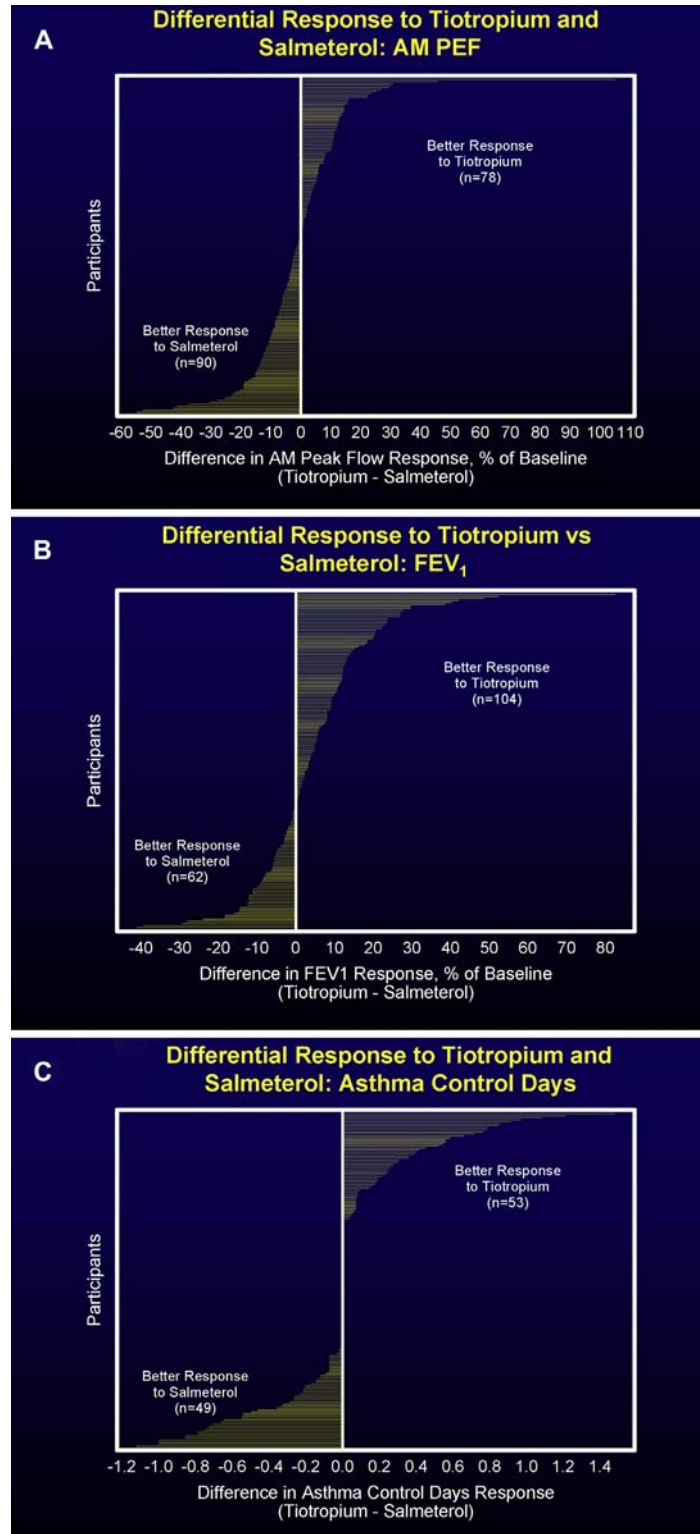 A
Differential Response to Tiotropium and
Salmeterol: AM PEF
Better Response
to Tiotropium
(n=78)
Participants
Better Response
to Salmeterol
(n=90)
-60 -50 -40 -30 -20 -10 0 10 20 30 40 50 60 70 80 90 100 110
Difference in AM Peak Flow Response, % of Baseline
(Tiotropium - Salmeterol)
B
Differential Response to Tiotropium vs
Salmeterol: FEV₁
Better Response
to Tiotropium
(n=104)
Participants
Better Response
to Salmeterol
(n=62)
-40 -30 -20 -10 0 10 20 30 40 50 60 70 80
Difference in FEV1 Response, % of Baseline
(Tiotropium - Salmeterol)
C
Differential Response to Tiotropium and
Salmeterol: Asthma Control Days
Better Response
to Tiotropium
(n=53)
Participants
Better Response
to Salmeterol
(n=49)
-1.2 -1.0 -0.8 -0.6 -0.4 -0.2 0.0 0.2 0.4 0.6 0.8 1.0 1.2 1.4
Difference in Asthma Control Days Response
(Tiotropium - Salmeterol)